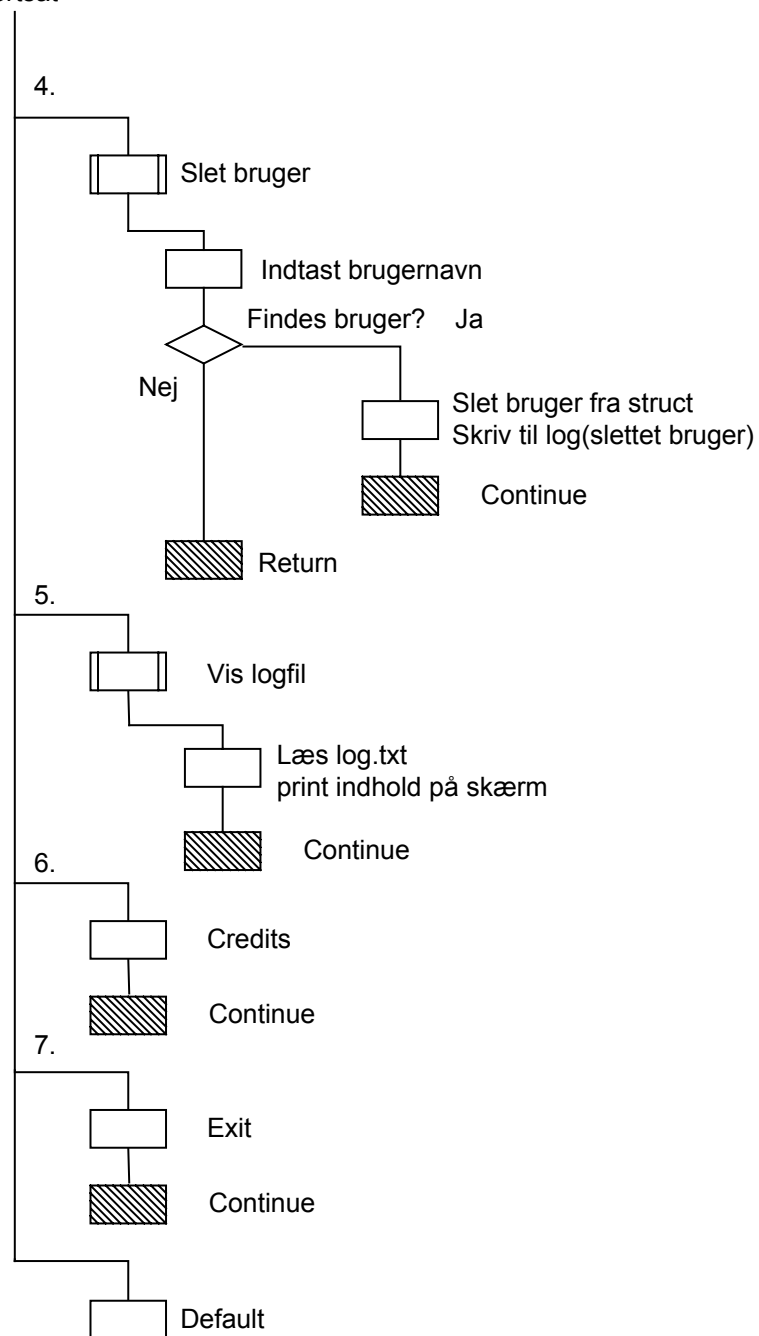 4.
Slet bruger
Indtast brugernavn
Findes bruger? Ja
Nej
Slet bruger fra struct
Skriv til log(slettet bruger)
Continue
Return
5.
Vis logfil
Læs log.txt
print indhold på skærm
Continue
6.
Credits
Continue
7.
Exit
Continue
Default